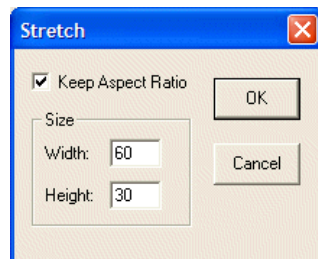 Stretch
Keep Aspect Ratio
OK
Size
Width: 60
Cancel
Height: 30